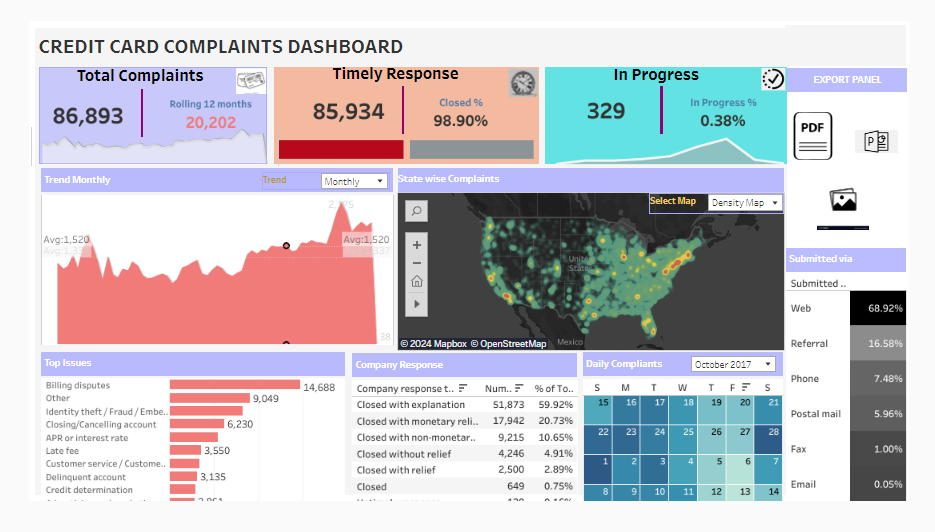 CREDIT CARD COMPLAINTS DASHBOARD
Total Complaints
86,893
Rolling 12 months
20,202
Timely Response
85,934
Closed %
98.90%
In Progress
329
In Progress %
0.38%
EXPORT PANEL
PDF
P
Trend Monthly
Trend
Monthly
Avg:1,520
Avg:1,520
38
State wise Complaints
Select Map
Density Map
United
States
Mexico
© 2024 Mapbox © OpenStreetMap
Submitted via
Submitted ..
Web 68.92%
Referral 16.58%
Phone 7.48%
Postal mail 5.96%
Fax 1.00%
Email 0.05%
Top Issues
Billing disputes 14,688
Other 9,049
Identity theft / Fraud / Embe..
Closing/Cancelling account 6,230
APR or interest rate
Late fee 3,550
Customer service / Custome..
Delinquent account 3,135
Credit determination
Company Response
Company response t.. Num.. % of To..
Closed with explanation 51,873 59.92%
Closed with monetary reli.. 17,942 20.73%
Closed with non-monetar.. 9,215 10.65%
Closed without relief 4,246 4.91%
Closed with relief 2,500 2.89%
Closed 649 0.75%
Daily Compliants
October 2017
S M T W T F S
15 16 17 18 19 20 21
22 23 24 25 26 27 28
1 2 3 4 5 6 7
8 9 10 11 12 13 14